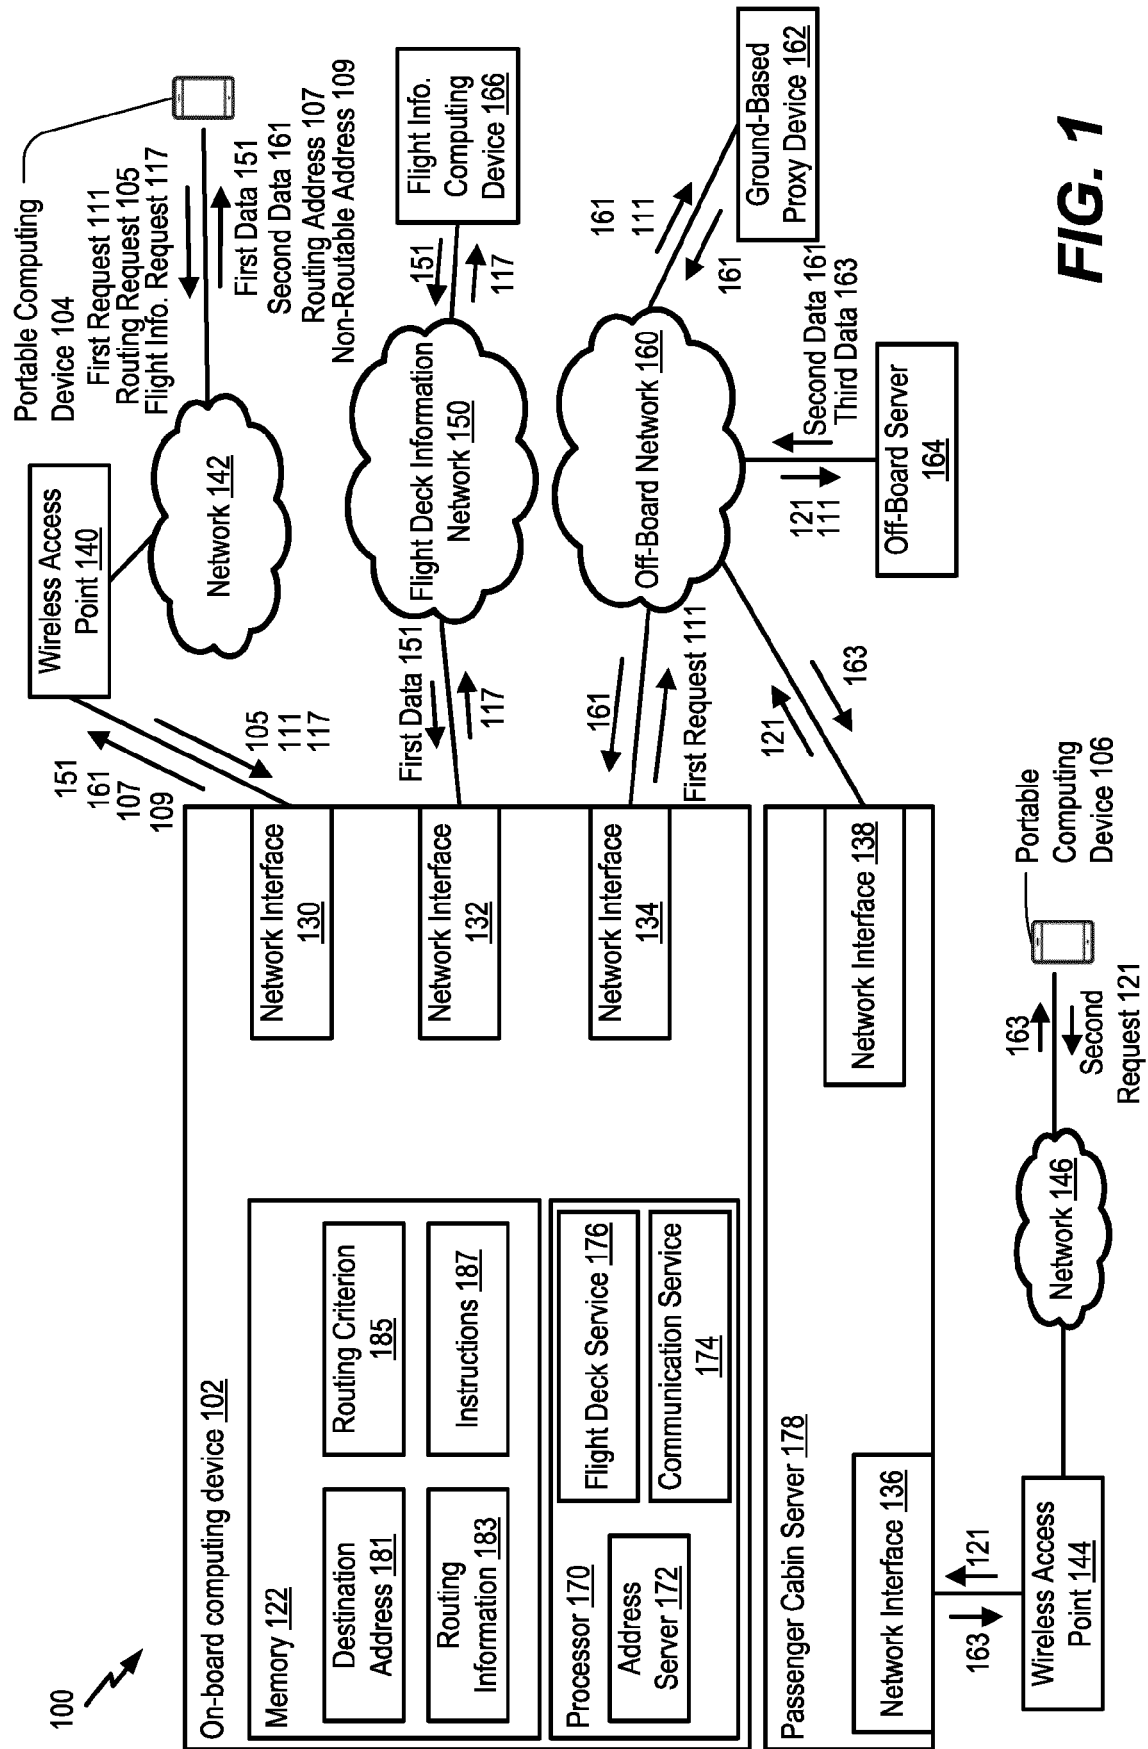 100
On-board computing device 102
Memory 122
Destination
Address 181
Routing Criterion
185
Routing
Information 183
Instructions 187
Processor 170
Address
Server 172
Flight Deck Service 176
Communication Service
174
Network Interface
130
Network Interface
132
Network Interface
134
Passenger Cabin Server 178
Network Interface 136
Network Interface 138
151
161
107
109
105
111
117
Wireless Access
Point 140
Network 142
Portable Computing
Device 104
First Request 111
Routing Request 105
Flight Info. Request 117
First Data 151
Second Data 161
Routing Address 107
Non-Routable Address 109
First Data 151
117
Flight Deck Information
Network 150
151
117
Flight Info.
Computing
Device 166
161
First Request 111
Off-Board Network 160
161
111
161
Ground-Based
Proxy Device 162
121
163
121
111
Second Data 161
Third Data 163
Off-Board Server
164
163
121
Wireless Access
Point 144
Network 146
163
Second
Request 121
Portable
Computing
Device 106
FIG. 1